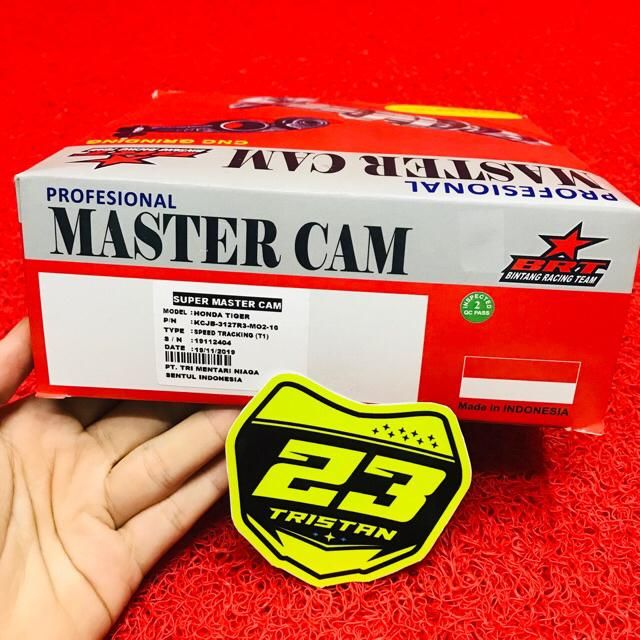 CNC GRINDING
BRT
PROFESIONAL
MASTER CAM
PROFESIONAL
MASTER CAM
BRT
BINTANG RACING TEAM
SUPER MASTER CAM
MODEL : HONDA TIGER
P/N : KCJB-3127R3-MO2-10
TYPE : SPEED TRACKING (T1)
S / N : 19112404
DATE : 19/11/2019
PT. TRI MENTARI NIAGA
SENTUL INDONESIA
INSPECTED
2
QC PASS
Made in INDONESIA
23
TRISTAN